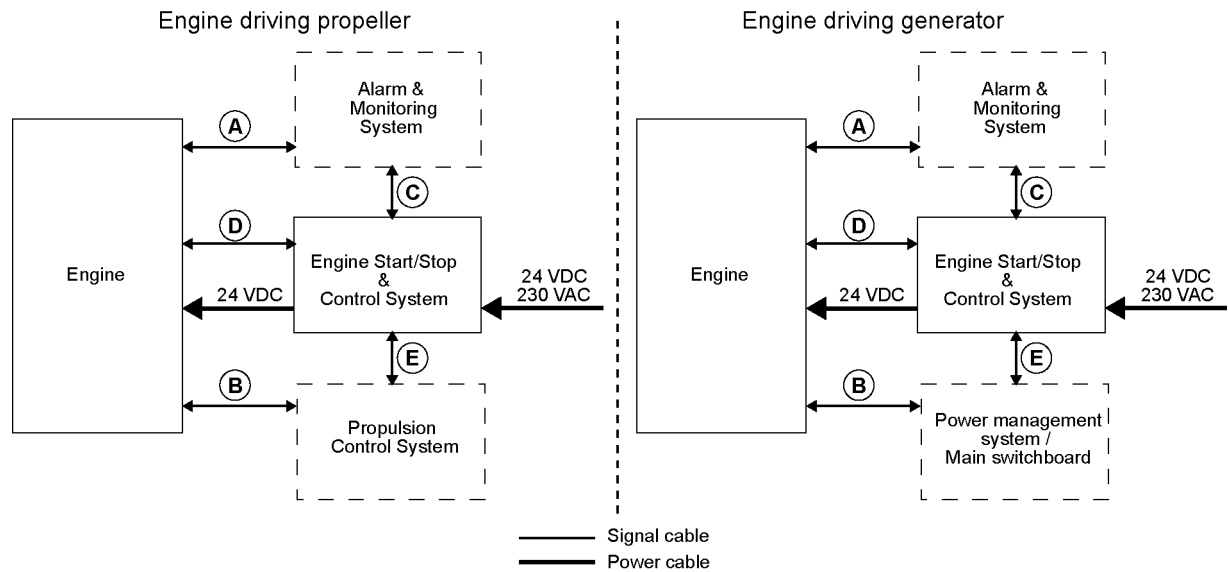 Engine driving propeller
Alarm &
Monitoring
System
A
C
D
Engine
Engine Start/Stop
&
Control System
24 VDC
24 VDC
230 VAC
E
B
Propulsion
Control System
Engine driving generator
Alarm &
Monitoring
System
A
C
D
Engine
Engine Start/Stop
&
Control System
24 VDC
24 VDC
230 VAC
E
B
Power management
system /
Main switchboard
Signal cable
Power cable